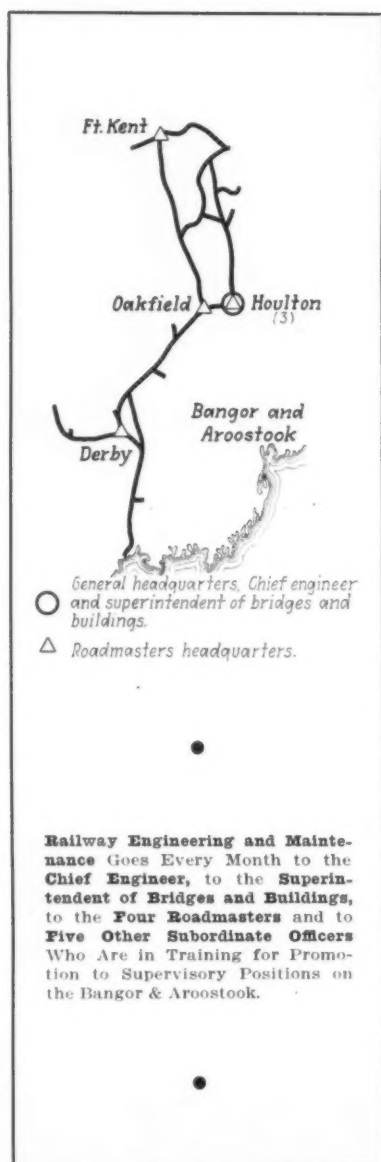 Ft. Kent
Oakfield
Houlton
(3)
Bangor and
Aroostook
Derby
General headquarters, Chief engineer
and superintendent of bridges and
buildings.
Roadmasters headquarters.
Railway Engineering and Mainte-
nance Goes Every Month to the
Chief Engineer, to the Superin-
tendent of Bridges and Buildings,
to the Four Roadmasters and to
Five Other Subordinate Officers
Who Are in Training for Promo-
tion to Supervisory Positions on
the Bangor & Aroostook.